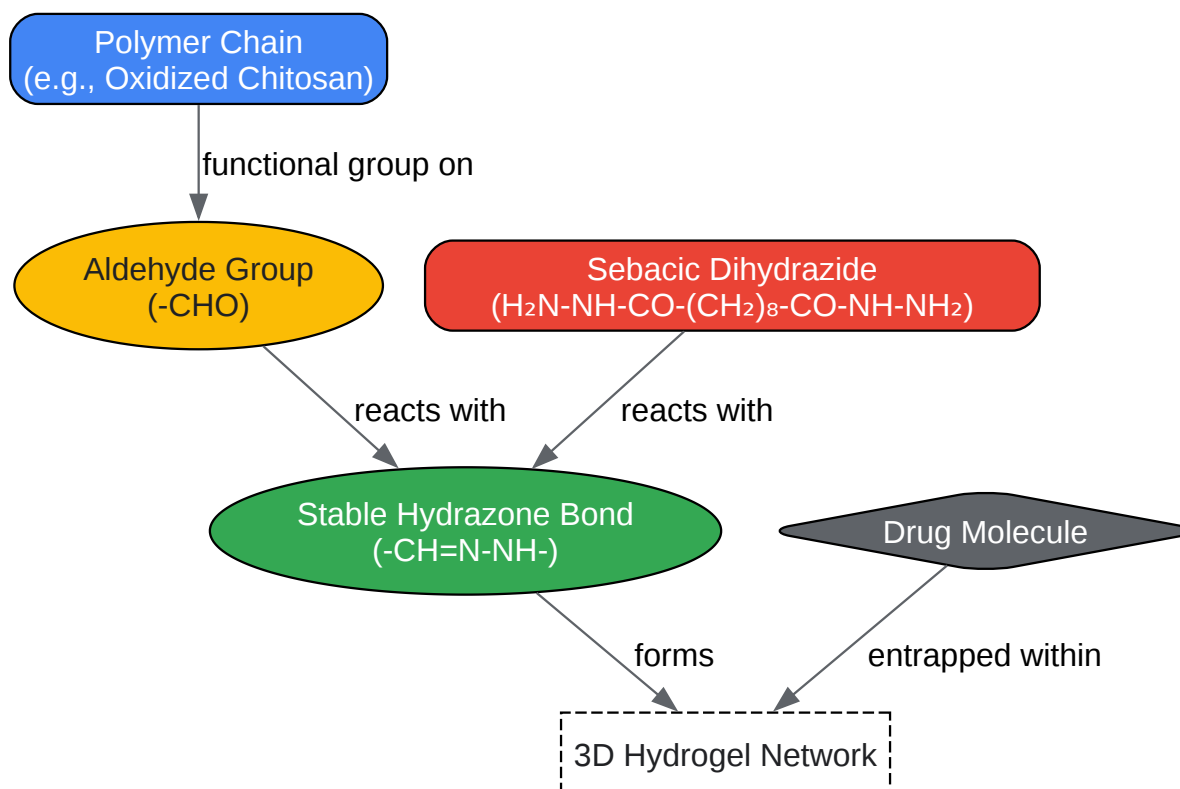 Polymer Chain
(e.g., Oxidized Chitosan)
functional group on
Aldehyde Group
(-CHO)
Sebacic Dihydrazide
(H₂N-NH-CO-(CH₂)₈-CO-NH-NH₂)
reacts with
reacts with
Stable Hydrazone Bond
(-CH=N-NH-)
Drug Molecule
forms
entrapped within
3D Hydrogel Network